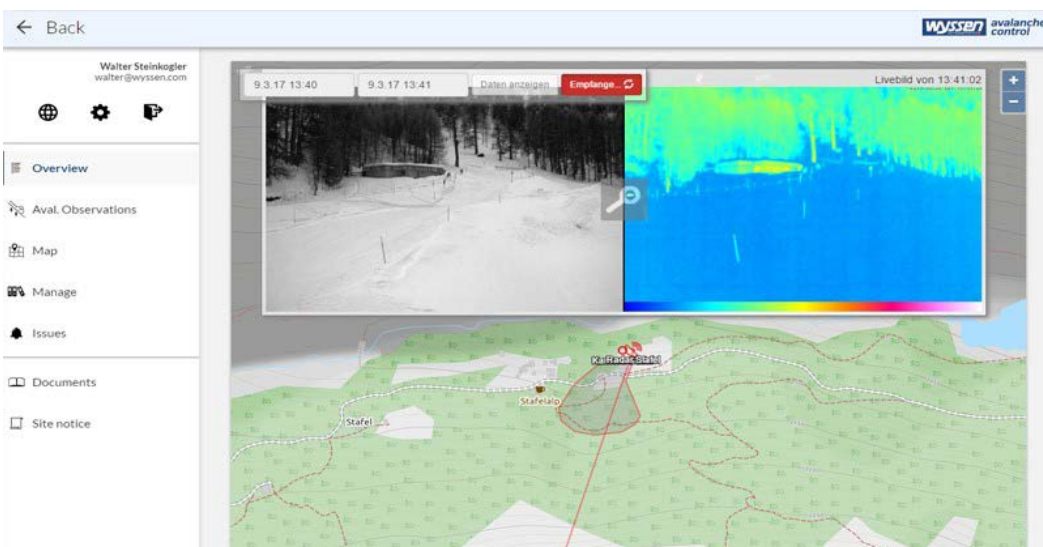 ← Back
WYSSEN avalanche control
Walter Steinkogler
walter@wyssen.com
Overview
Aval. Observations
Map
Manage
Issues
Documents
Site notice
9.3.17 13:40
9.3.17 13:41
Daten anzeigen
Empfange...
Livebild von 13:41:02
+
−
Radar Stafel
Stafelalp
Stafel